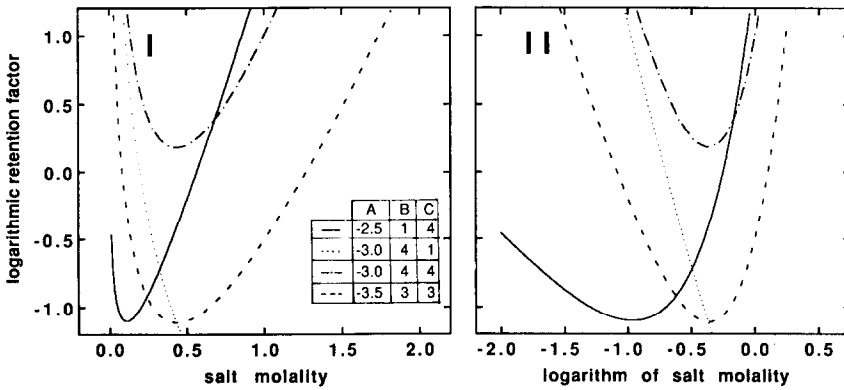 I
II
logarithmic retention factor
1.0
0.5
0.0
-0.5
-1.0
A B C
-2.5 1 4
-3.0 4 1
-3.0 4 4
-3.5 3 3
0.0 0.5 1.0 1.5 2.0
salt molality
-2.0 -1.5 -1.0 -0.5 0.0 0.5
logarithm of salt molality